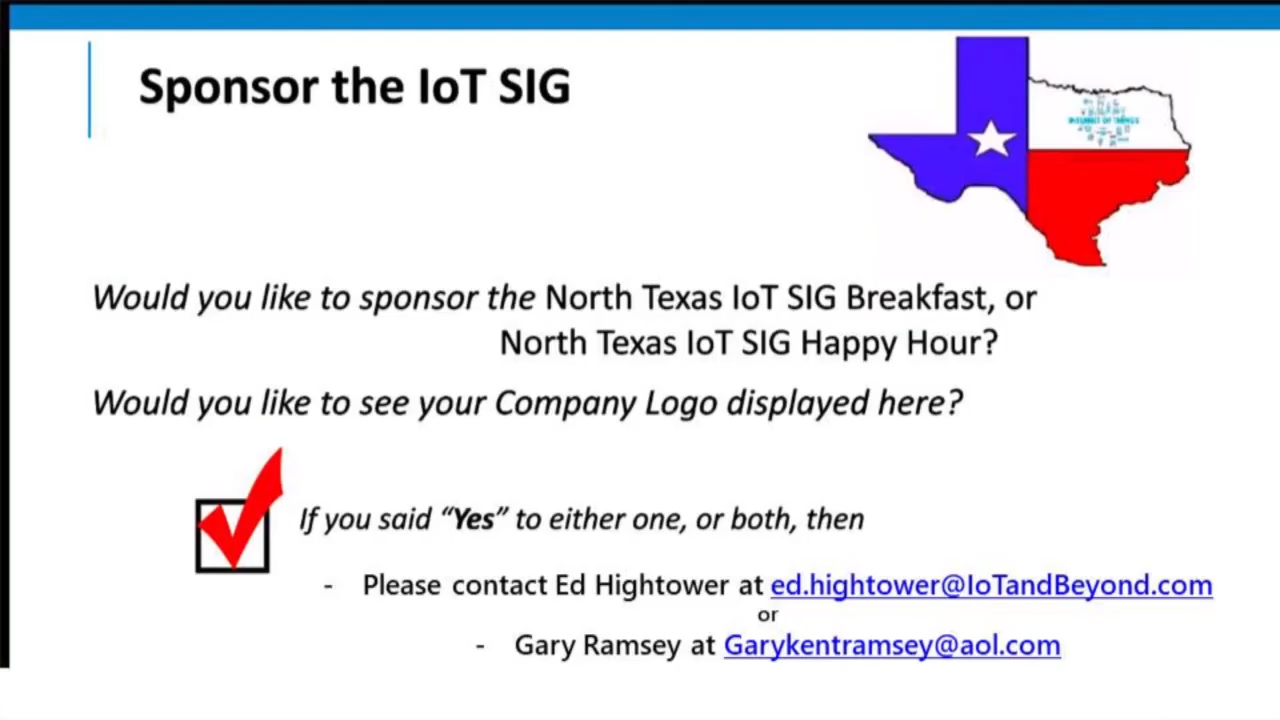 Sponsor the IoT SIG
INTERNET OF THINGS
Would you like to sponsor the North Texas IoT SIG Breakfast, or
North Texas IoT SIG Happy Hour?
Would you like to see your Company Logo displayed here?
If you said “Yes” to either one, or both, then
- Please contact Ed Hightower at ed.hightower@IoTandBeyond.com
or
- Gary Ramsey at Garykentramsey@aol.com